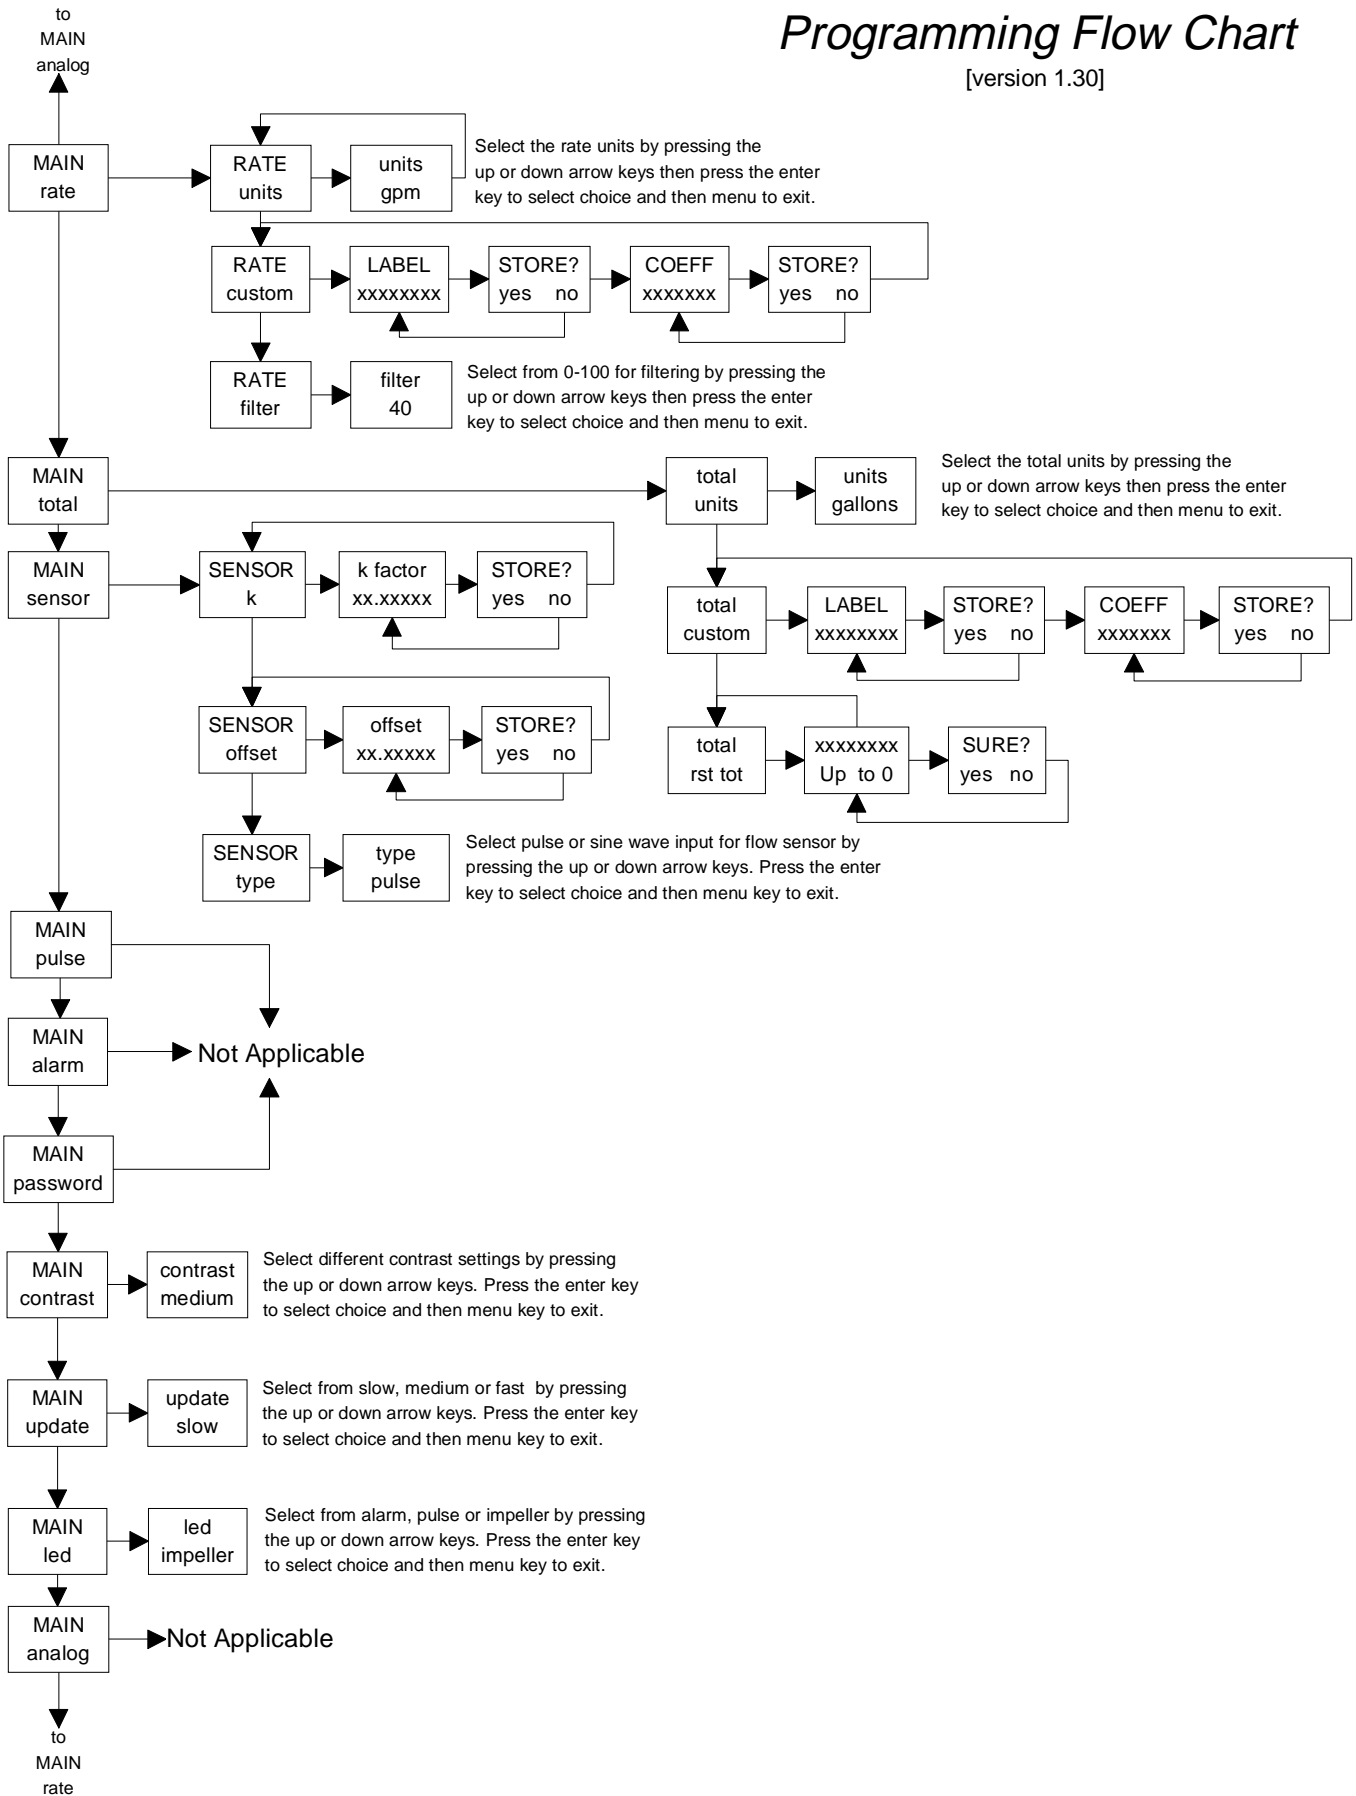 to
MAIN
analog
Programming Flow Chart
[version 1.30]
MAIN
rate
RATE
units
units
gpm
Select the rate units by pressing the
up or down arrow keys then press the enter
key to select choice and then menu to exit.
RATE
custom
LABEL
xxxxxxxx
STORE?
yes no
COEFF
xxxxxxx
STORE?
yes no
RATE
filter
filter
40
Select from 0-100 for filtering by pressing the
up or down arrow keys then press the enter
key to select choice and then menu to exit.
MAIN
total
total
units
units
gallons
Select the total units by pressing the
up or down arrow keys then press the enter
key to select choice and then menu to exit.
MAIN
sensor
SENSOR
k
k factor
xx.xxxxx
STORE?
yes no
total
custom
LABEL
xxxxxxxx
STORE?
yes no
COEFF
xxxxxxx
STORE?
yes no
SENSOR
offset
offset
xx.xxxxx
STORE?
yes no
total
rst tot
xxxxxxxx
Up to 0
SURE?
yes no
SENSOR
type
type
pulse
Select pulse or sine wave input for flow sensor by
pressing the up or down arrow keys. Press the enter
key to select choice and then menu key to exit.
MAIN
pulse
MAIN
alarm
Not Applicable
MAIN
password
MAIN
contrast
contrast
medium
Select different contrast settings by pressing
the up or down arrow keys. Press the enter key
to select choice and then menu key to exit.
MAIN
update
update
slow
Select from slow, medium or fast by pressing
the up or down arrow keys. Press the enter key
to select choice and then menu key to exit.
MAIN
led
led
impeller
Select from alarm, pulse or impeller by pressing
the up or down arrow keys. Press the enter key
to select choice and then menu key to exit.
MAIN
analog
Not Applicable
to
MAIN
rate